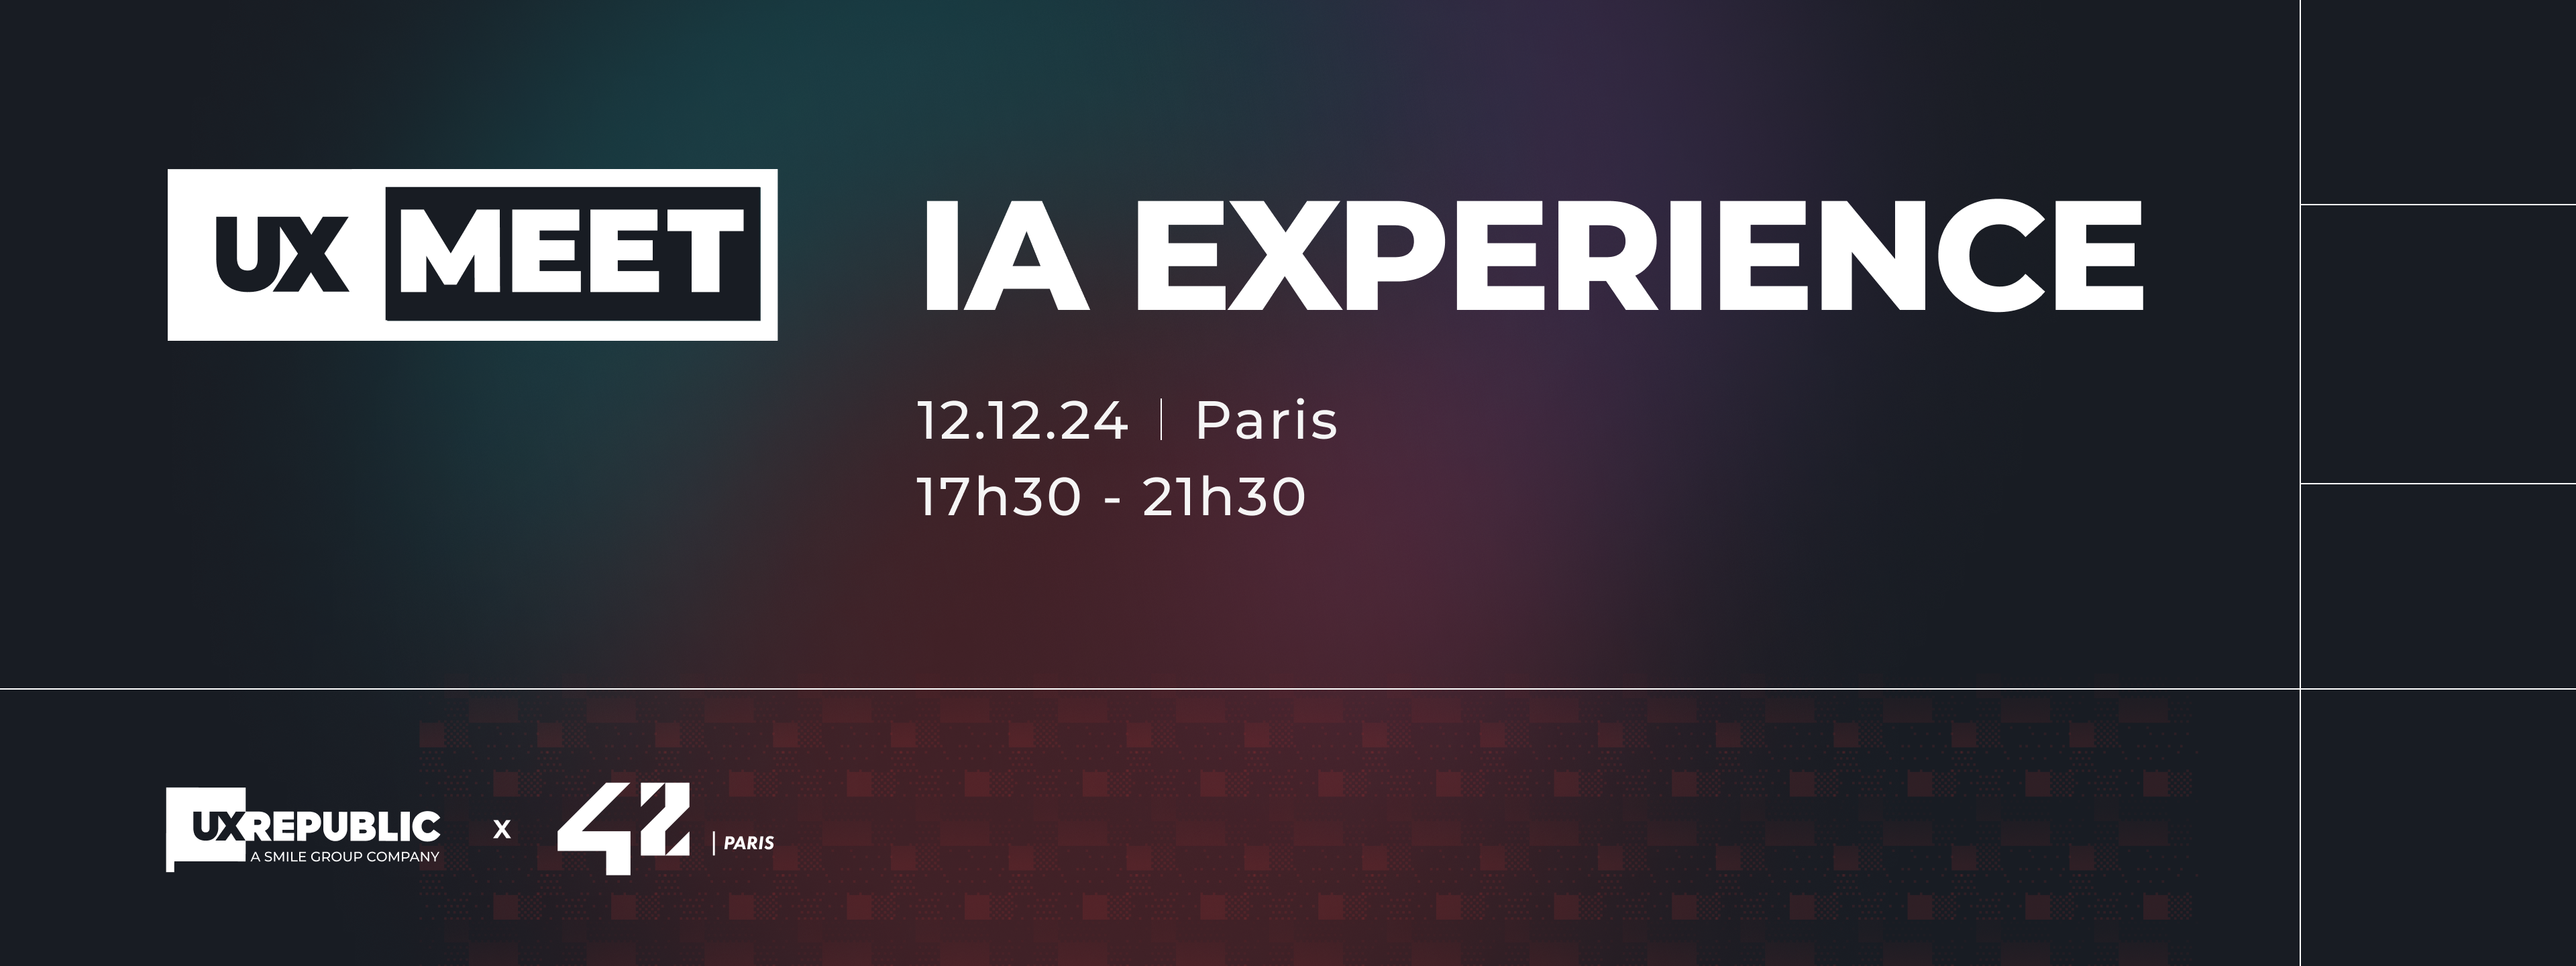 UX MEET
IA EXPERIENCE
12.12.24 | Paris
17h30 - 21h30
UXREPUBLIC
A SMILE GROUP COMPANY
x
42
| PARIS